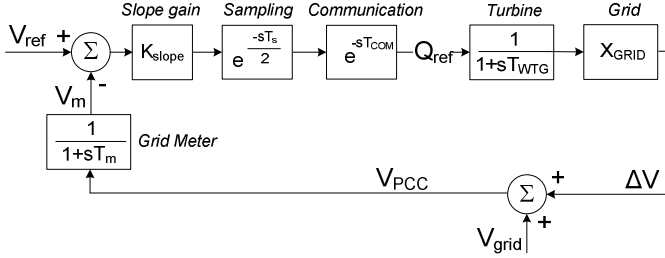 Slope gain Sampling Communication Turbine Grid
V_ref + Σ K_slope e^(-sT_s/2) e^(-sT_COM) Q_ref 1/(1+sT_WTG) X_GRID
-
V_m
1/(1+sT_m) Grid Meter
V_PCC Σ + ΔV
+
V_grid